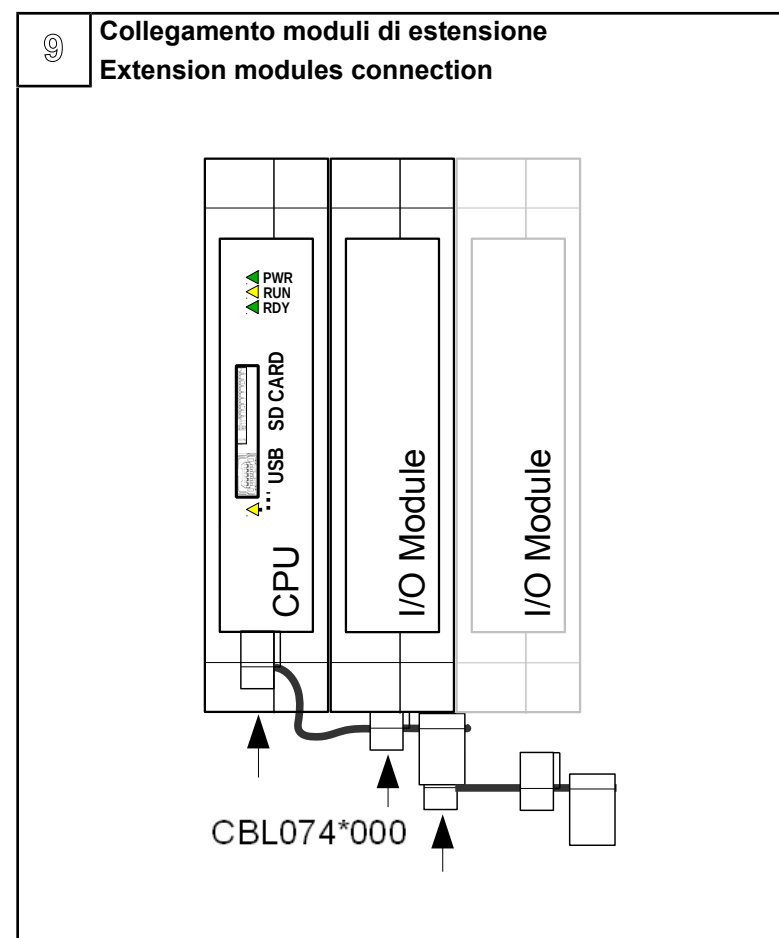 9
Collegamento moduli di estensione
Extension modules connection
PWR
RUN
RDY
SD CARD
USB
CPU
I/O Module
I/O Module
CBL074*000